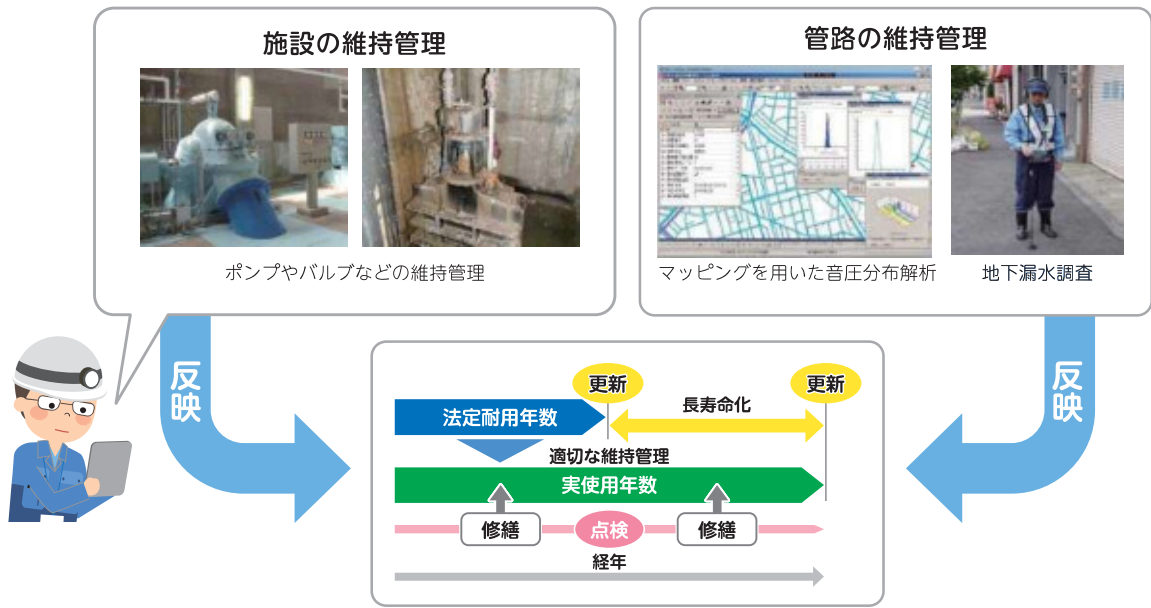 施設の維持管理
ポンプやバルブなどの維持管理
管路の維持管理
マッピングを用いた音圧分布解析
地下漏水調査
反映
反映
更新
更新
法定耐用年数
長寿命化
適切な維持管理
実使用年数
修繕
点検
修繕
経年